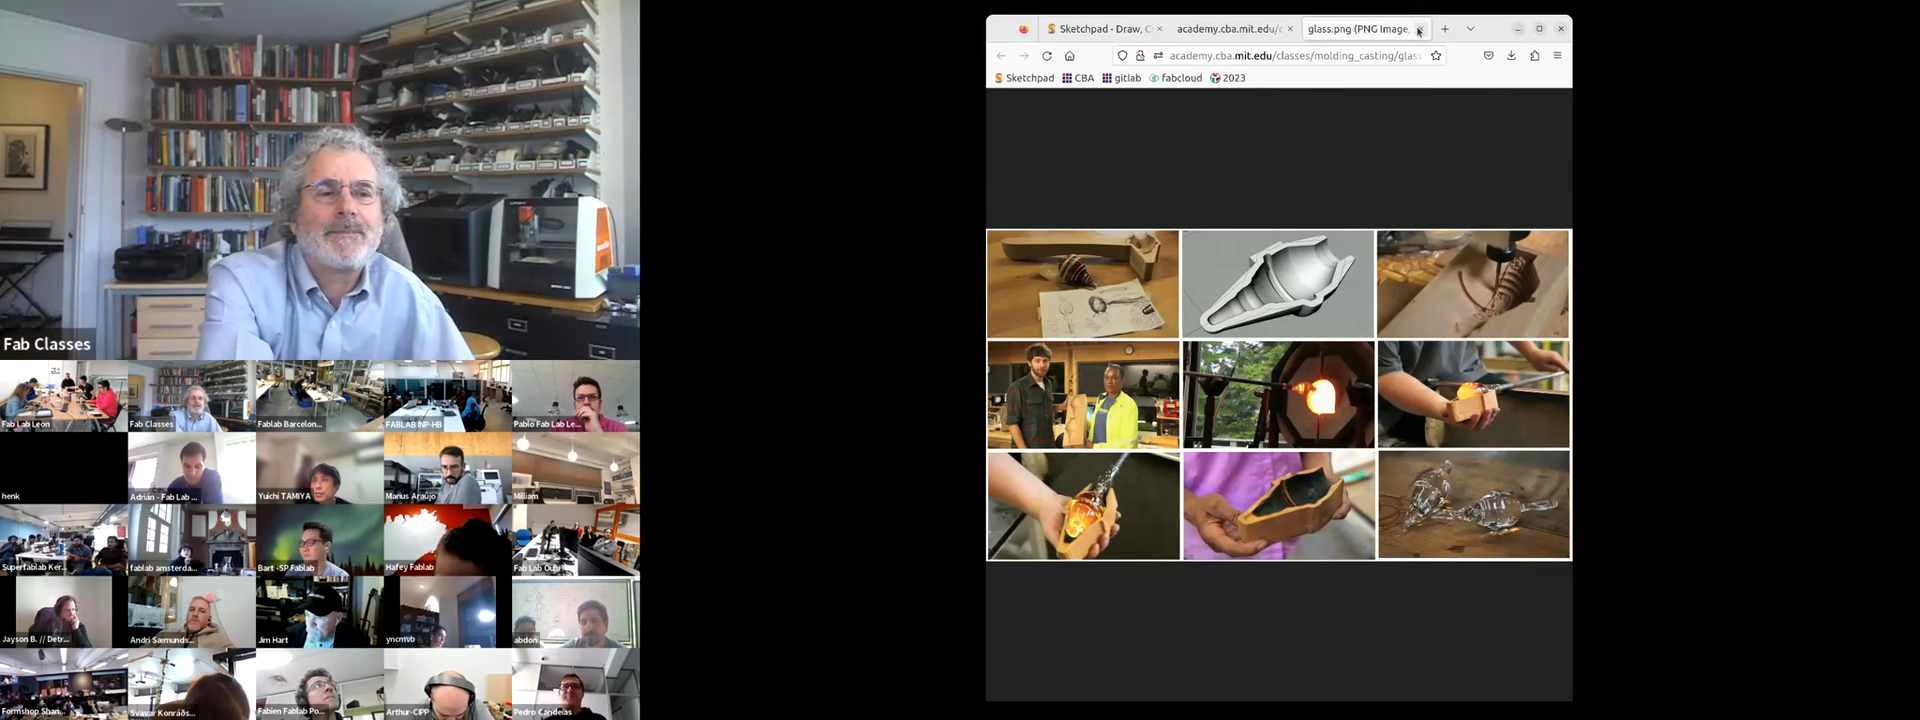 Fab Classes
Fab Lab Leon
Fab Classes
Fablab Barcelon...
FABLAB INP-HB
Pablo Fab Lab Le...
henk
Adrián - Fab Lab ...
Yuichi TAMIYA
Marius Araújo
Miliam
Superfablab Ker...
fablab amsterda...
Bart -SP Fablab
Hafey Fablab
Fab Lab Oulu
Jayson B. // Detr...
Andri Sæmunds...
Jim Hart
yncmvb
abdon
Formshop Shan...
Svavar Konráðs...
Fabien Fablab Po...
Arthur-CIPP
Pedro Candeias
Sketchpad - Draw, C
academy.cba.mit.edu/c
glass.png (PNG Image,
academy.cba.mit.edu/classes/molding_casting/glass
Sketchpad CBA gitlab fabcloud 2023